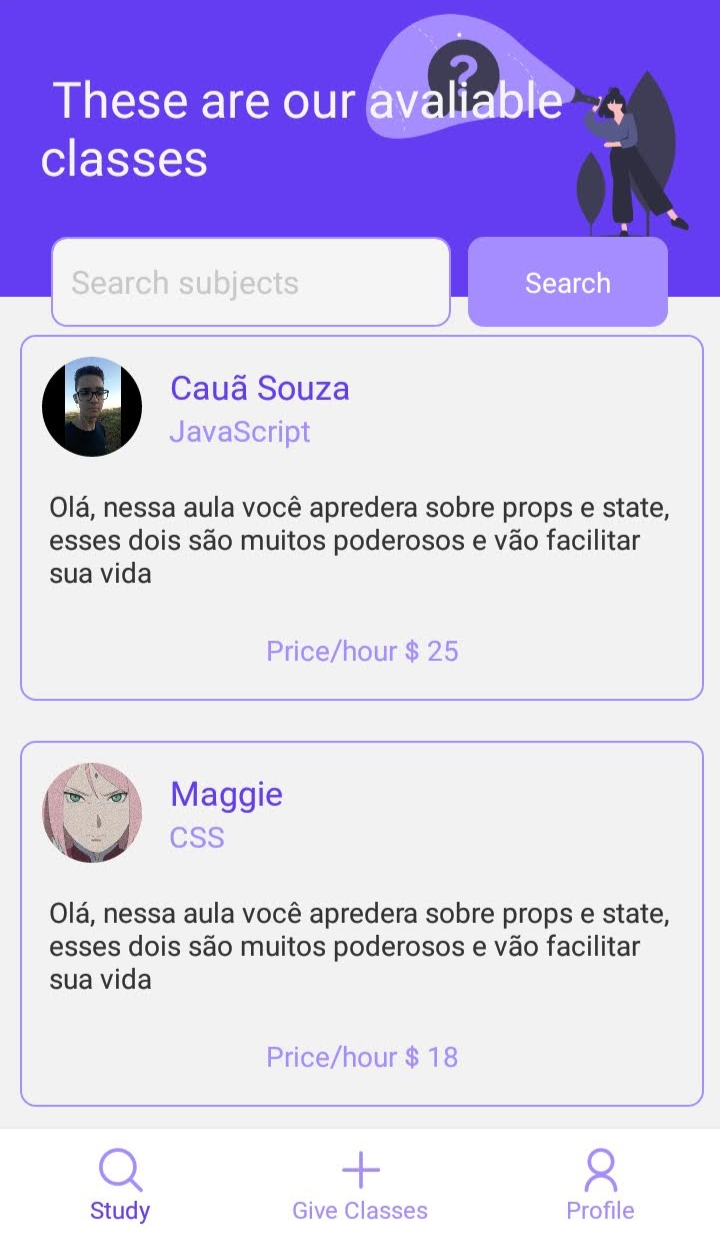 These are our avaliable
classes
Search subjects
Search
Cauã Souza
JavaScript
Olá, nessa aula você apredera sobre props e state,
esses dois são muitos poderosos e vão facilitar
sua vida
Price/hour $ 25
Maggie
CSS
Olá, nessa aula você apredera sobre props e state,
esses dois são muitos poderosos e vão facilitar
sua vida
Price/hour $ 18
Study
Give Classes
Profile